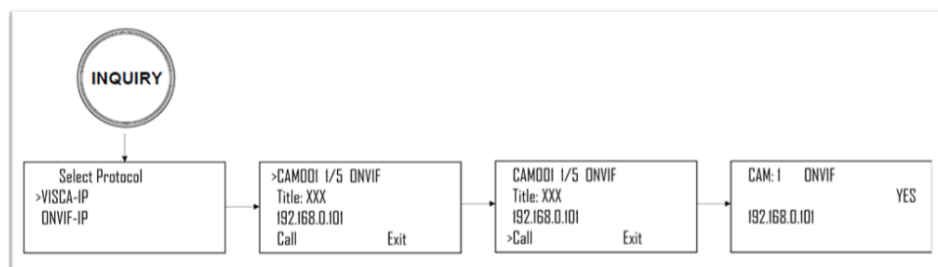 INQUIRY
Select Protocol
>VISCA-IP
ONVIF-IP
>CAM001 1/5 ONVIF
Title: XXX
192.168.0.101
Call Exit
CAM001 1/5 ONVIF
Title: XXX
192.168.0.101
>Call Exit
CAM: 1 ONVIF
YES
192.168.0.101